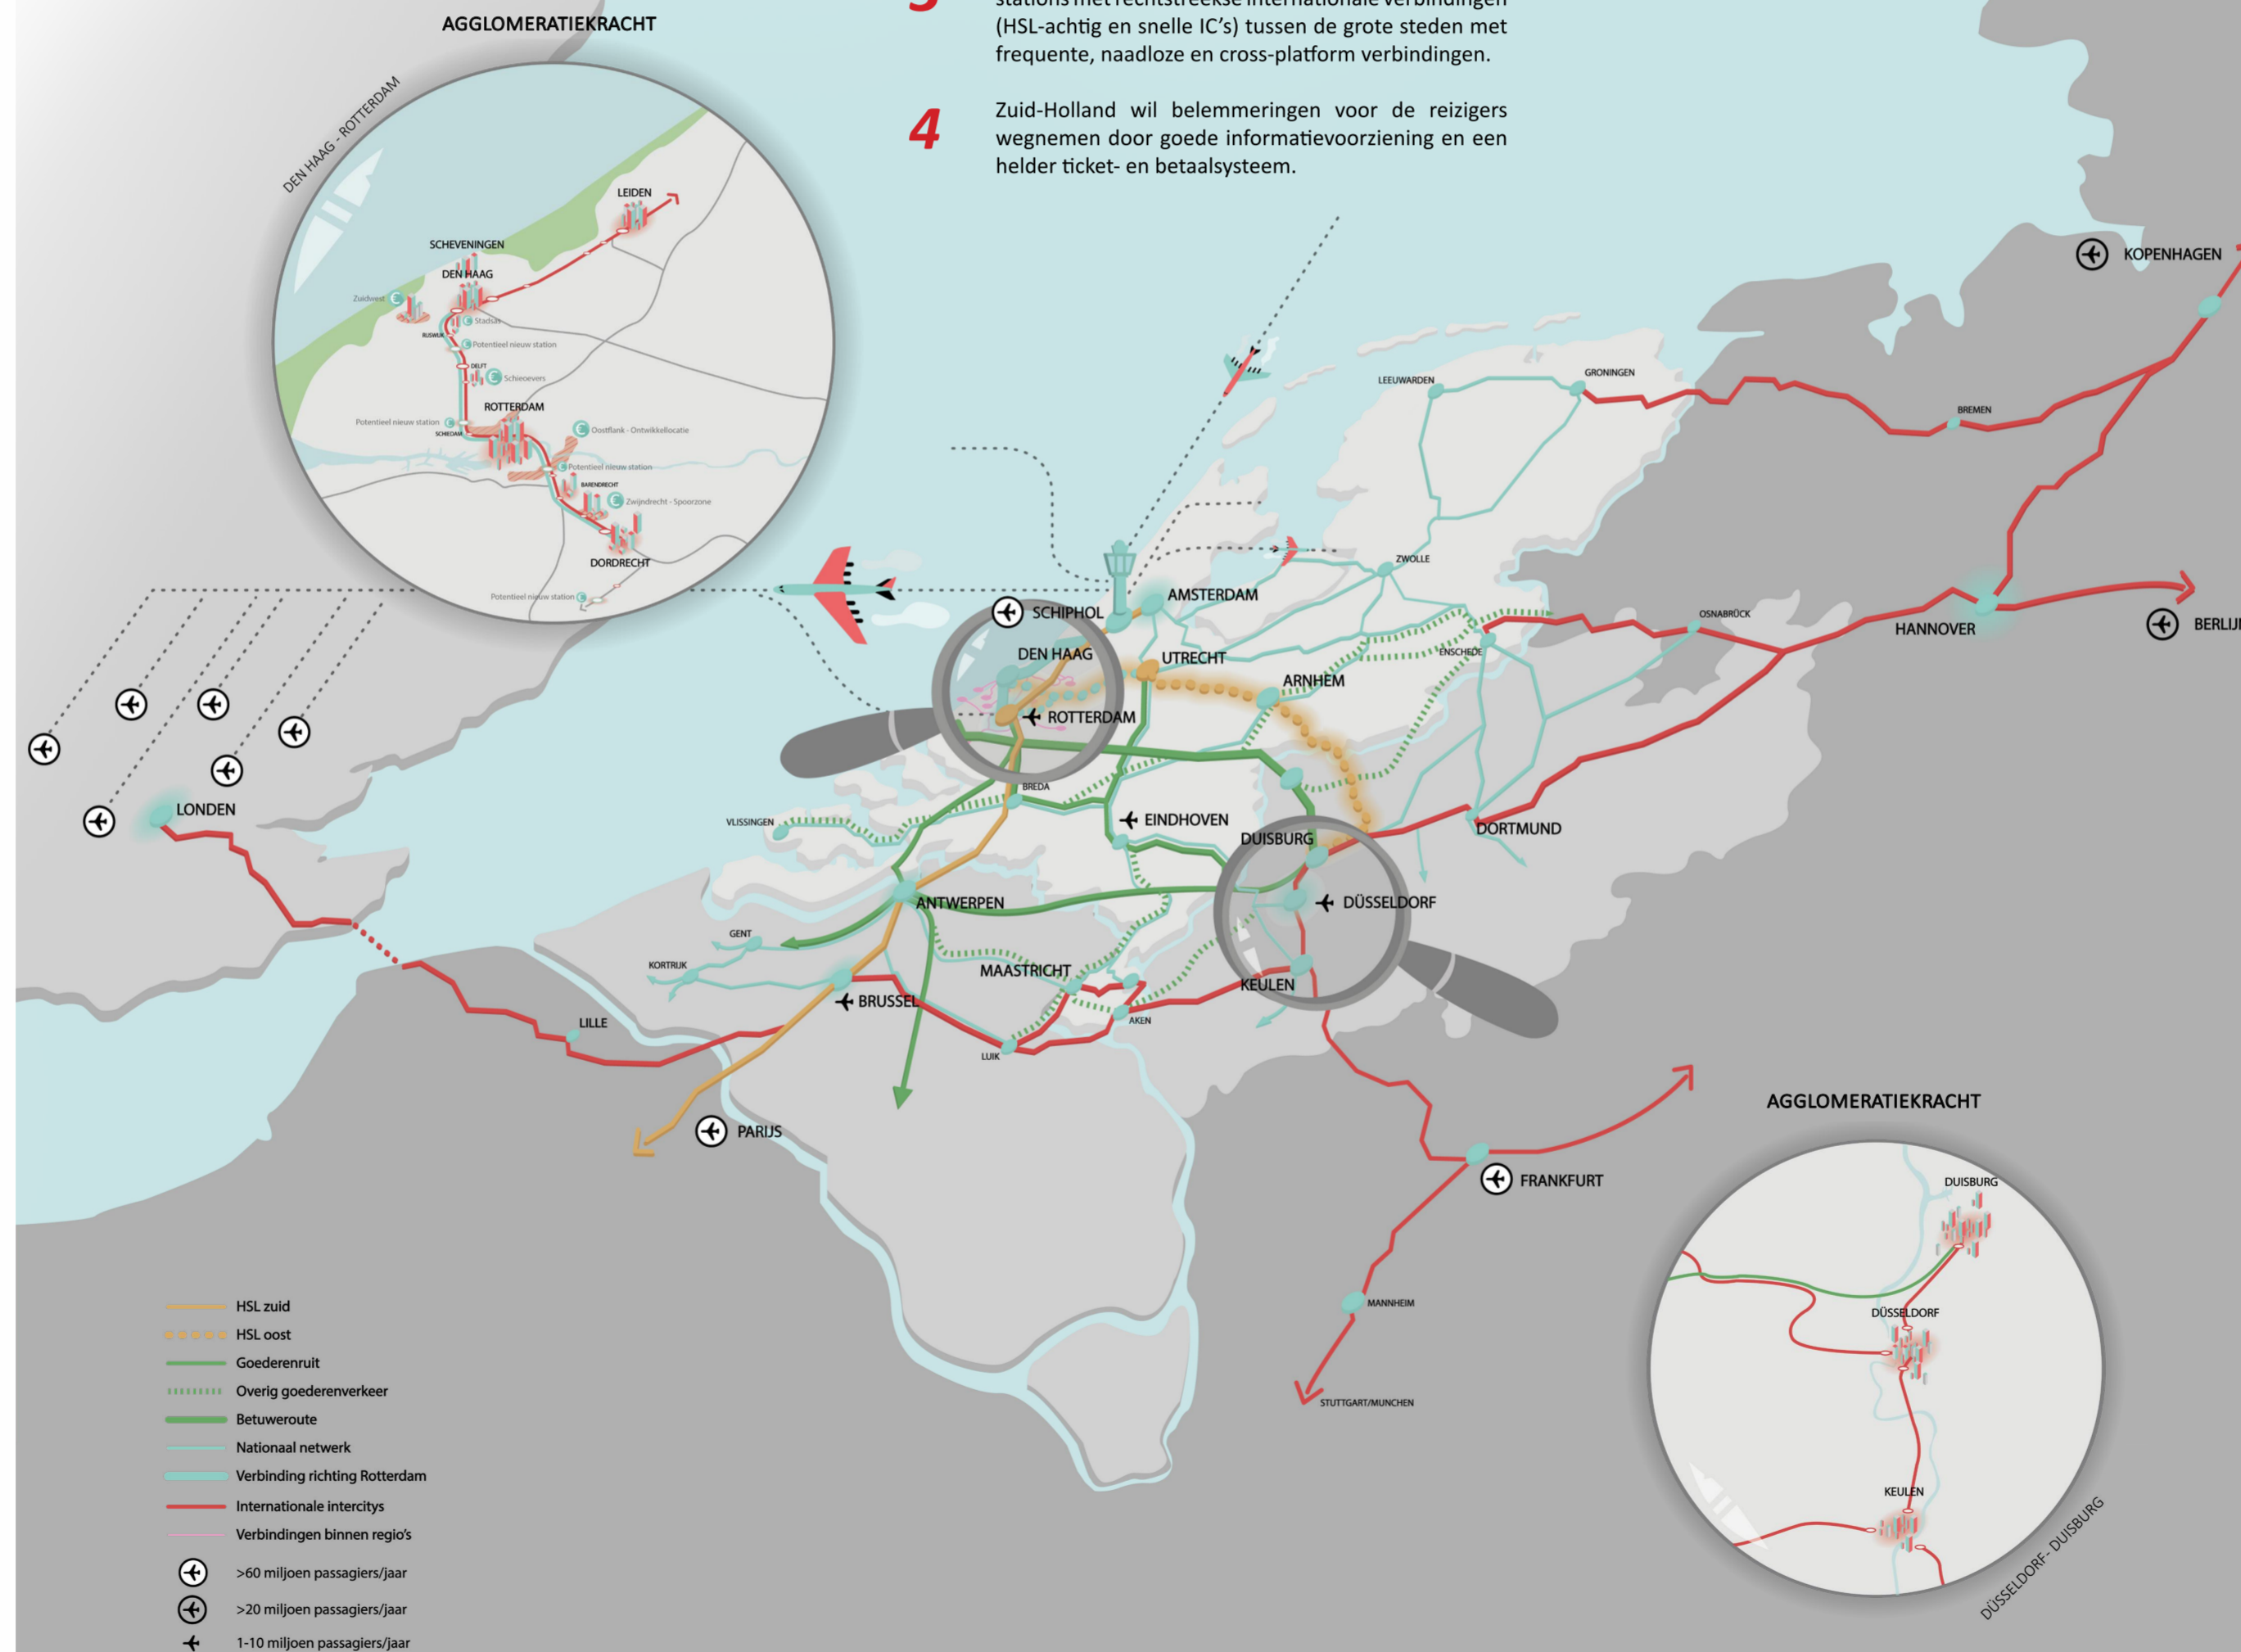 AGGLOMERATIEKRACHT
DEN HAAG - ROTTERDAM
LEIDEN
SCHEVENINGEN
DEN HAAG
Zuidwest
Stadsas
RIJSWIJK
Potentieel nieuw station
DELFT
Schieoevers
ROTTERDAM
Potentieel nieuw station
SCHIEDAM
Oostflank - Ontwikkellocatie
Potentieel nieuw station
BARENDRECHT
Zwijndrecht - Spoorzone
DORDRECHT
Potentieel nieuw station
stations met rechtstreekse internationale verbindingen
(HSL-achtig en snelle IC's) tussen de grote steden met
frequente, naadloze en cross-platform verbindingen.
4
Zuid-Holland wil belemmeringen voor de reizigers
wegnemen door goede informatievoorziening en een
helder ticket- en betaalsysteem.
KOPENHAGEN
LEEUWARDEN
GRONINGEN
BREMEN
ZWOLLE
AMSTERDAM
SCHIPHOL
OSNABRÜCK
HANNOVER
BERLIJ
DEN HAAG
UTRECHT
ENSCHEDE
ARNHEM
ROTTERDAM
BREDA
LONDEN
VLISSINGEN
EINDHOVEN
DUISBURG
DORTMUND
ANTWERPEN
DÜSSELDORF
GENT
KORTRIJK
MAASTRICHT
KEULEN
BRUSSEL
LILLE
AKEN
LUIK
PARIJS
FRANKFURT
MANNHEIM
STUTTGART/MUNCHEN
AGGLOMERATIEKRACHT
DUISBURG
DÜSSELDORF
KEULEN
DÜSSELDORF- DUISBURG
HSL zuid
HSL oost
Goederenruit
Overig goederenverkeer
Betuweroute
Nationaal netwerk
Verbinding richting Rotterdam
Internationale intercitys
Verbindingen binnen regio's
>60 miljoen passagiers/jaar
>20 miljoen passagiers/jaar
1-10 miljoen passagiers/jaar